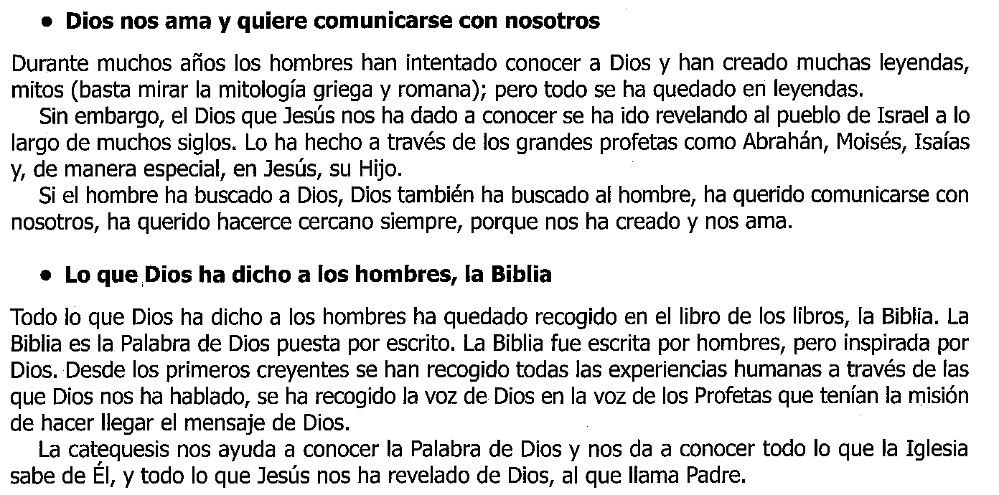 • Dios nos ama y quiere comunicarse con nosotros
Durante muchos años los hombres han intentado conocer a Dios y han creado muchas leyendas,
mitos (basta mirar la mitología griega y romana); pero todo se ha quedado en leyendas.
Sin embargo, el Dios que Jesús nos ha dado a conocer se ha ido revelando al pueblo de Israel a lo
largo de muchos siglos. Lo ha hecho a través de los grandes profetas como Abrahán, Moisés, Isaías
y, de manera especial, en Jesús, su Hijo.
Si el hombre ha buscado a Dios, Dios también ha buscado al hombre, ha querido comunicarse con
nosotros, ha querido hacerce cercano siempre, porque nos ha creado y nos ama.
• Lo que Dios ha dicho a los hombres, la Biblia
Todo lo que Dios ha dicho a los hombres ha quedado recogido en el libro de los libros, la Biblia. La
Biblia es la Palabra de Dios puesta por escrito. La Biblia fue escrita por hombres, pero inspirada por
Dios. Desde los primeros creyentes se han recogido todas las experiencias humanas a través de las
que Dios nos ha hablado, se ha recogido la voz de Dios en la voz de los Profetas que tenían la misión
de hacer llegar el mensaje de Dios.
La catequesis nos ayuda a conocer la Palabra de Dios y nos da a conocer todo lo que la Iglesia
sabe de Él, y todo lo que Jesús nos ha revelado de Dios, al que llama Padre.